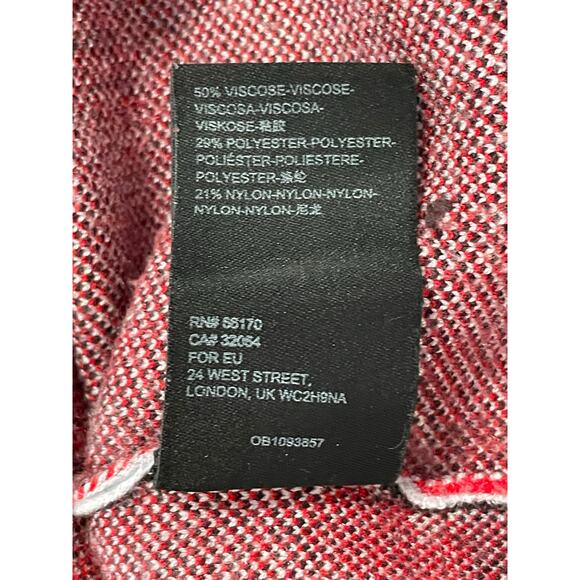 50% VISCOSE-VISCOSE-
VISCOSA-VISCOSA-
VISKOSE-粘胶
29% POLYESTER-POLYESTER-
POLIÉSTER-POLIESTERE-
POLYESTER-涤纶
21% NYLON-NYLON-NYLON-
NYLON-NYLON-尼龙
RN# 56170
CA# 32054
FOR EU
24 WEST STREET,
LONDON, UK WC2H9NA
OB1093857